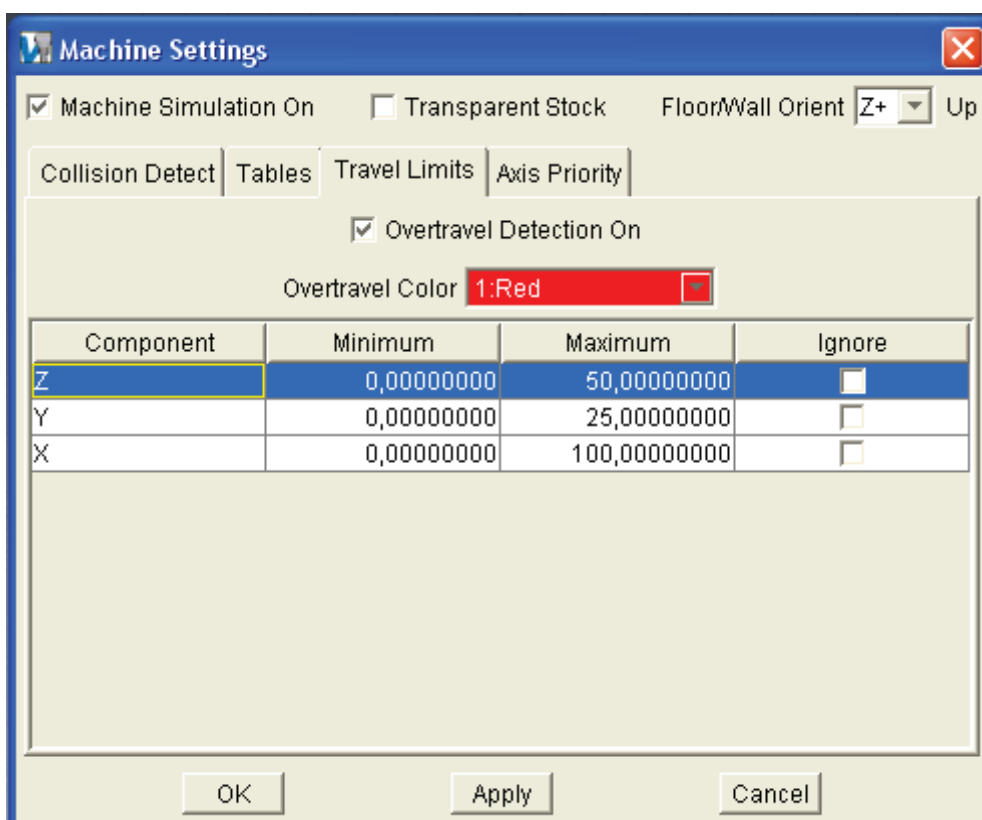 Machine Settings
Machine Simulation On Transparent Stock Floor/Wall Orient Z+ Up
Collision Detect Tables Travel Limits Axis Priority
Overtravel Detection On
Overtravel Color 1:Red
Component Minimum Maximum Ignore
Z 0,00000000 50,00000000
Y 0,00000000 25,00000000
X 0,00000000 100,00000000
OK Apply Cancel